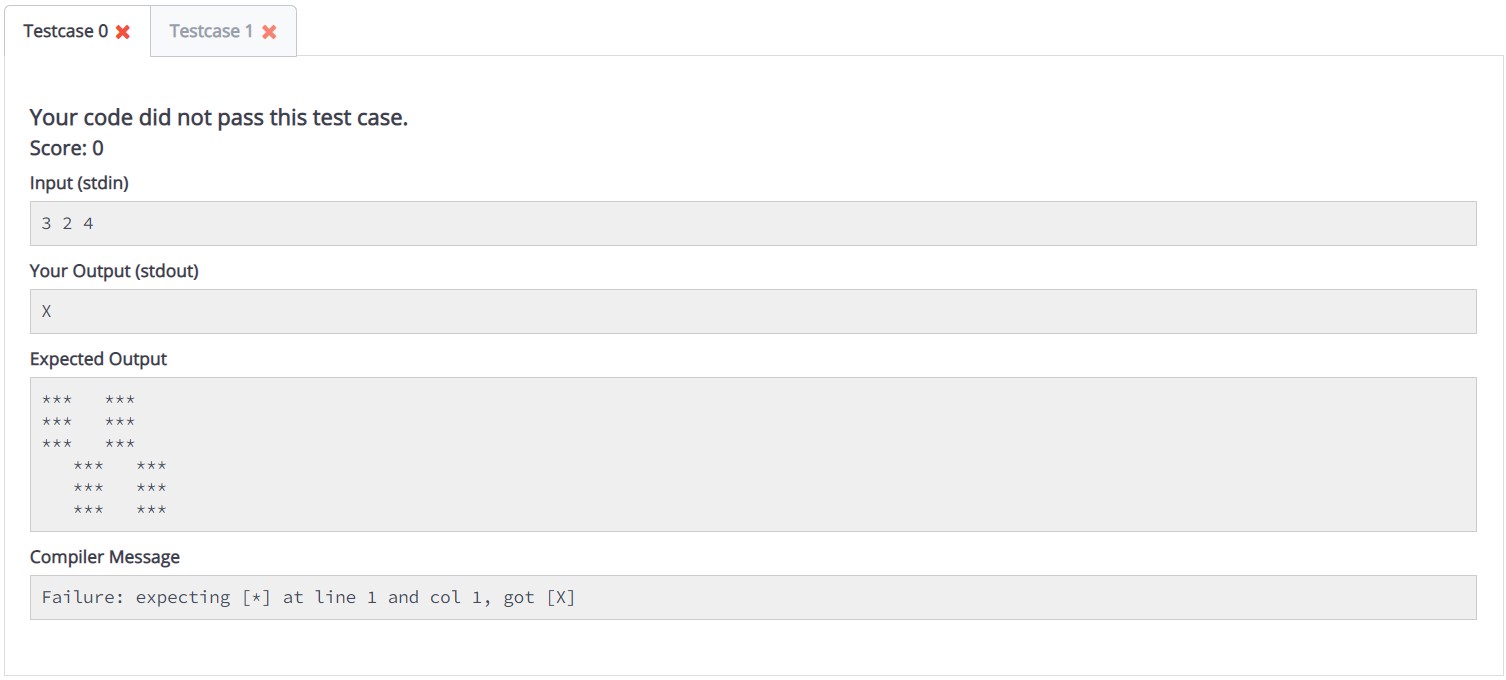 Testcase 0 Testcase 1
Your code did not pass this test case.
Score: 0
Input (stdin)
3 2 4
Your Output (stdout)
X
Expected Output
***   ***
***   ***
***   ***
   ***   ***
   ***   ***
   ***   ***
Compiler Message
Failure: expecting [*] at line 1 and col 1, got [X]